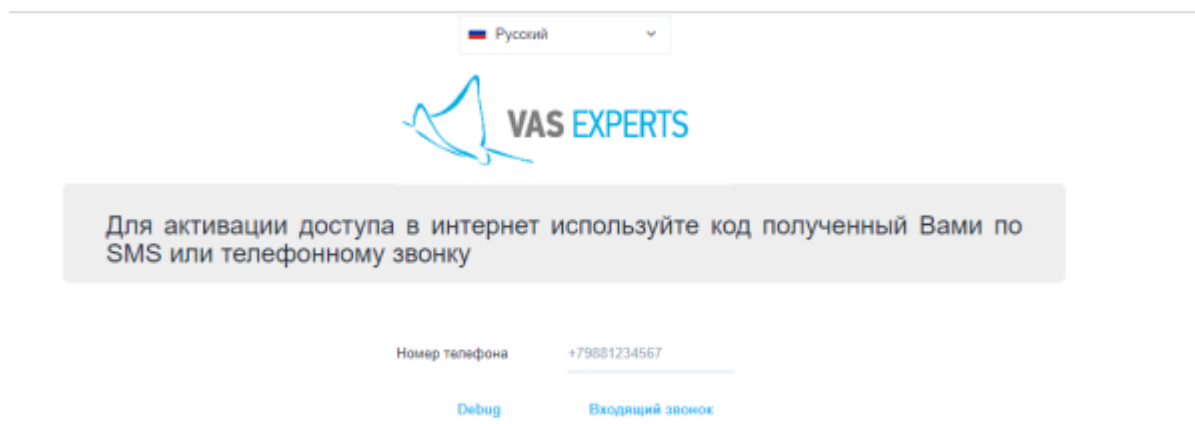 Русский
VAS EXPERTS
Для активации доступа в интернет используйте код полученный Вами по
SMS или телефонному звонку
Номер телефона +79881234567
Debug Входящий звонок